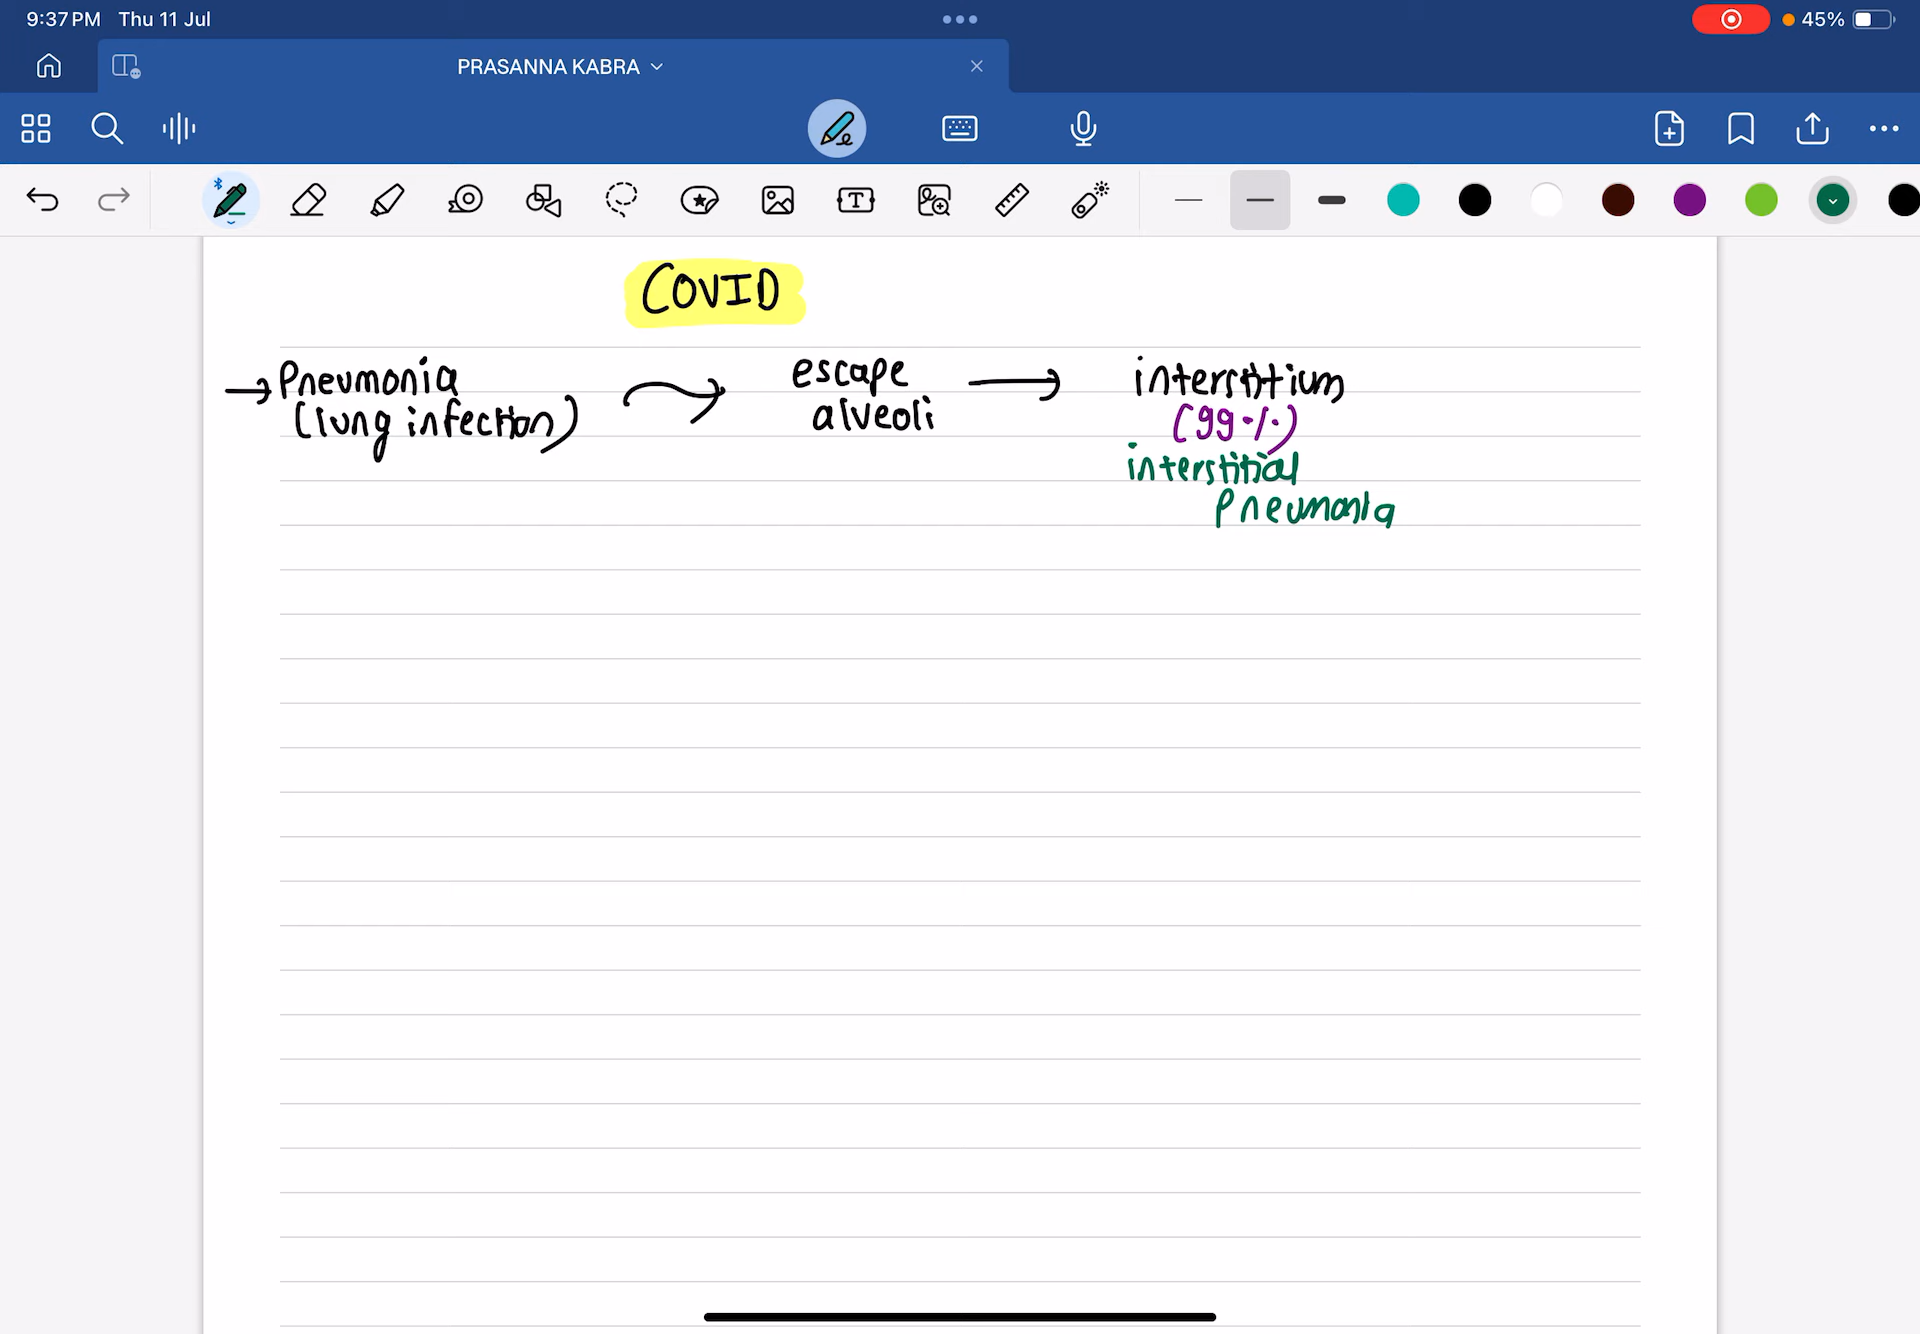 9:37 PM Thu 11 Jul
45%
PRASANNA KABRA
COVID
→ Pneumonia
(lung infection)
escape
alveoli
→ interstitium
(99%)
interstitial
Pneumonia